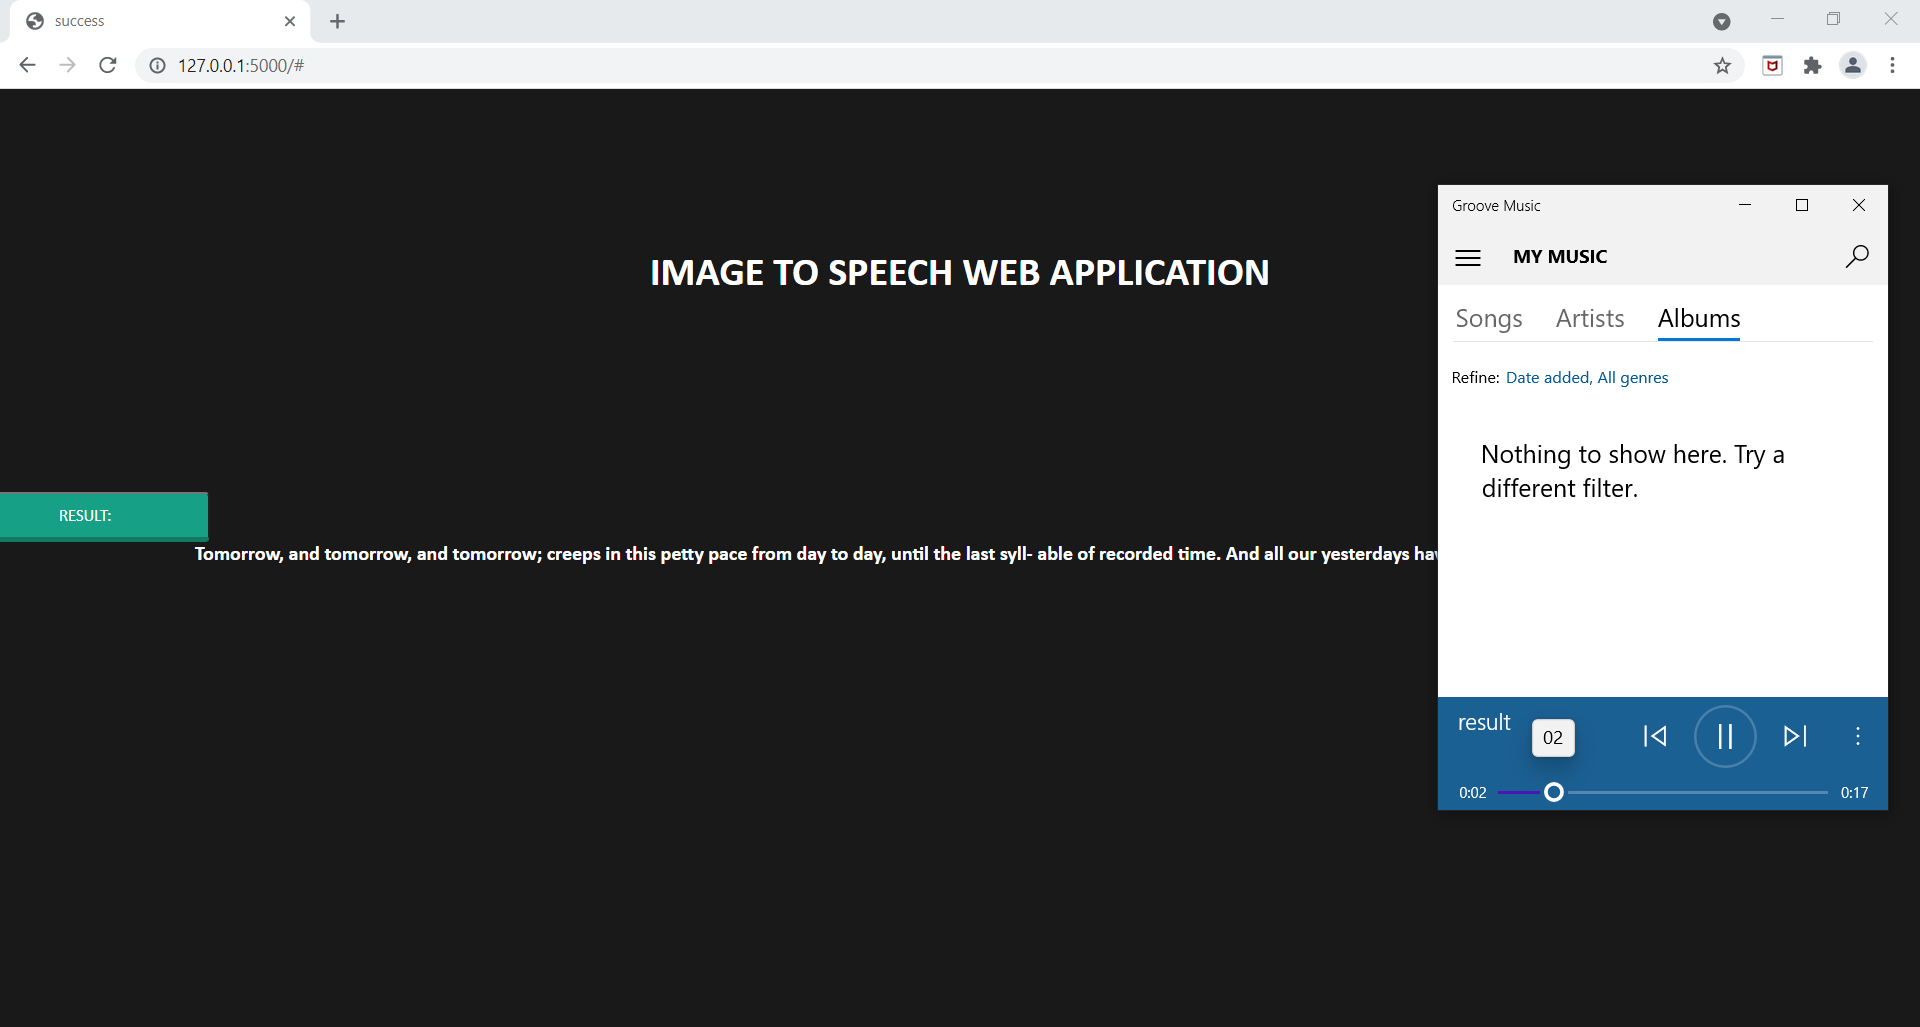 success
127.0.0.1:5000/#
IMAGE TO SPEECH WEB APPLICATION
RESULT:
Tomorrow, and tomorrow, and tomorrow; creeps in this petty pace from day to day, until the last syll- able of recorded time. And all our yesterdays
Groove Music
MY MUSIC
Songs Artists Albums
Refine: Date added, All genres
Nothing to show here. Try a
different filter.
result
02
0:02 0:17